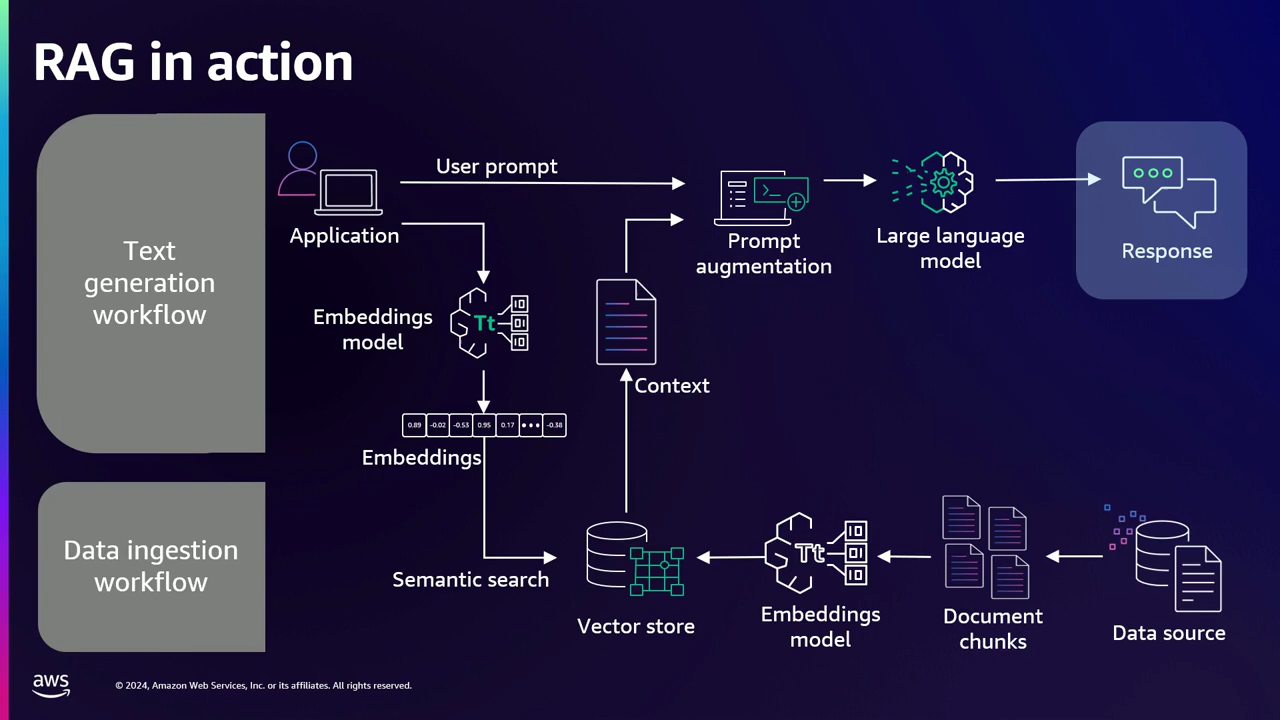 RAG in action
Text
generation
workflow
User prompt
Application
Prompt
augmentation
Large language
model
Response
Embeddings
model
Tt
Context
0.89 -0.02 -0.53 0.95 0.17 ••• -0.38
Embeddings
Data ingestion
workflow
Semantic search
Vector store
Tt
Embeddings
model
Document
chunks
Data source
aws
© 2024, Amazon Web Services, Inc. or its affiliates. All rights reserved.